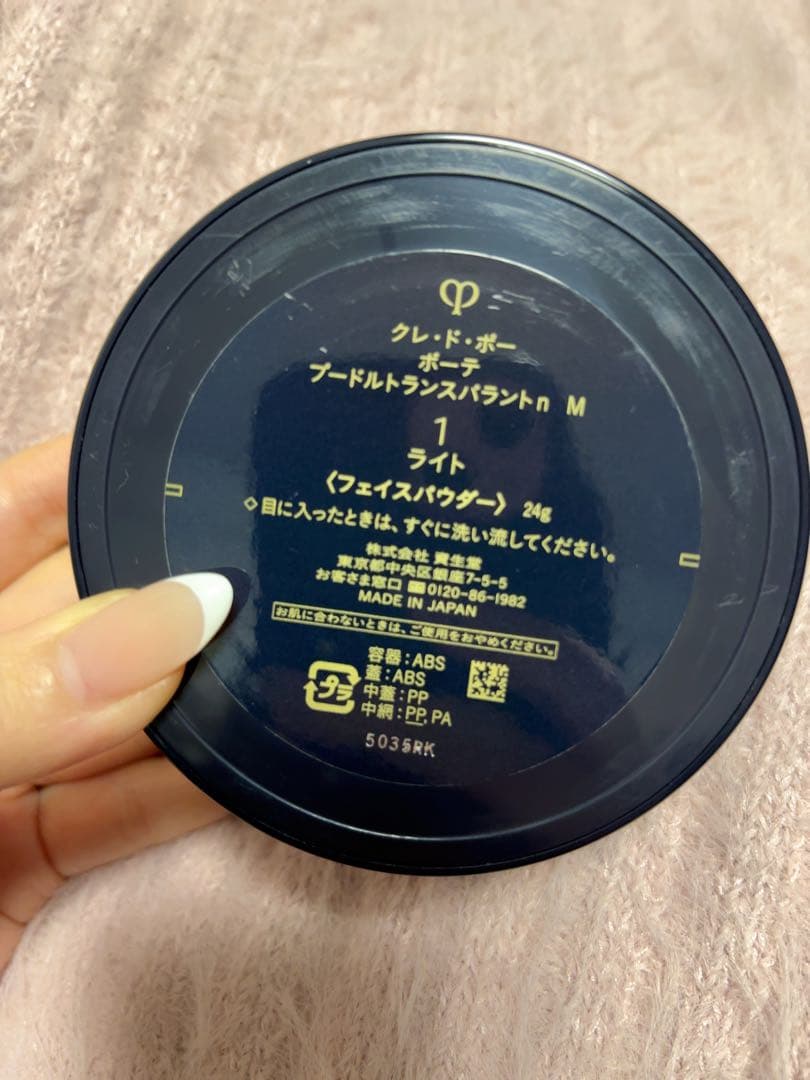 クレ・ド・ポー
ボーテ
プードルトランスパラントn M
1
ライト
〈フェイスパウダー〉 24g
◇目に入ったときは、すぐに洗い流してください。
株式会社 資生堂
東京都中央区銀座7-5-5
お客さま窓口 0120-86-1982
MADE IN JAPAN
お肌に合わないときは、ご使用をおやめください。
容器:ABS
蓋:ABS
中蓋:PP
中網:PP,PA
プラ
5035RK